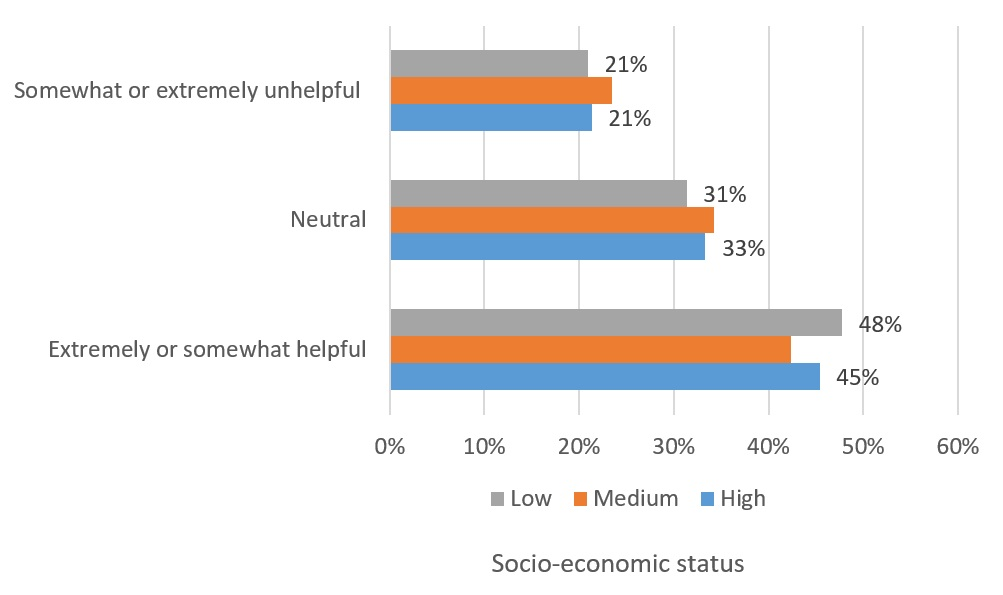 Somewhat or extremely unhelpful
21%
21%
Neutral
31%
33%
Extremely or somewhat helpful
48%
45%
0% 10% 20% 30% 40% 50% 60%
Low Medium High
Socio-economic status